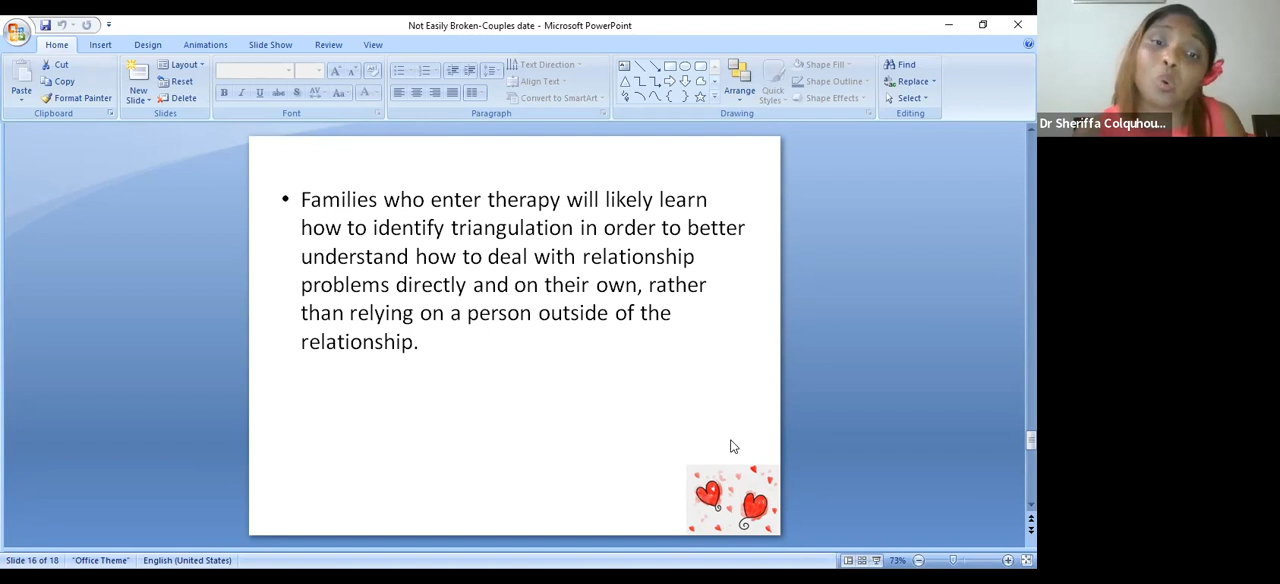 Not Easily Broken-Couples date - Microsoft PowerPoint
Home Insert Design Animations Slide Show Review View
Paste
Cut
Copy
Format Painter
Clipboard
New
Slide
Layout
Reset
Delete
Slides
B I U abc S AV Aa A
Font
Text Direction
Align Text
Convert to SmartArt
Paragraph
Arrange
Quick
Styles
Shape Fill
Shape Outline
Shape Effects
Drawing
Find
Replace
Select
Editing
Dr Sheriffa Colquhou...
• Families who enter therapy will likely learn
how to identify triangulation in order to better
understand how to deal with relationship
problems directly and on their own, rather
than relying on a person outside of the
relationship.
Slide 16 of 18 "Office Theme" English (United States) 73%